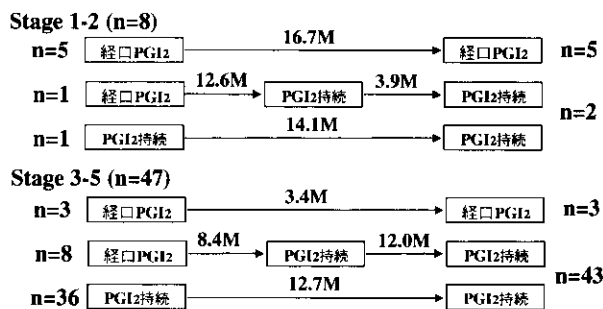 Stage 1-2 (n=8)
16.7M
n=5 経口PGI2 経口PGI2 n=5
12.6M 3.9M
n=1 経口PGI2 PGI2持続 PGI2持続
n=2
14.1M
n=1 PGI2持続 PGI2持続
Stage 3-5 (n=47)
3.4M
n=3 経口PGI2 経口PGI2 n=3
8.4M 12.0M
n=8 経口PGI2 PGI2持続 PGI2持続
n=43
12.7M
n=36 PGI2持続 PGI2持続